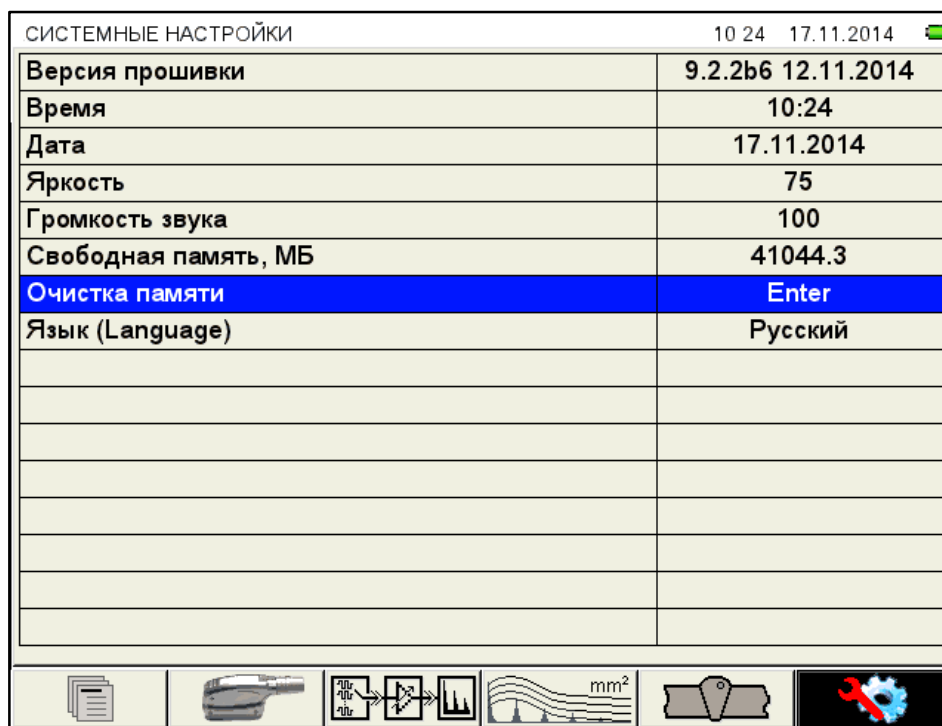 СИСТЕМНЫЕ НАСТРОЙКИ 10 24 17.11.2014
Версия прошивки 9.2.2b6 12.11.2014
Время 10:24
Дата 17.11.2014
Яркость 75
Громкость звука 100
Свободная память, МБ 41044.3
Очистка памяти Enter
Язык (Language) Русский
mm²